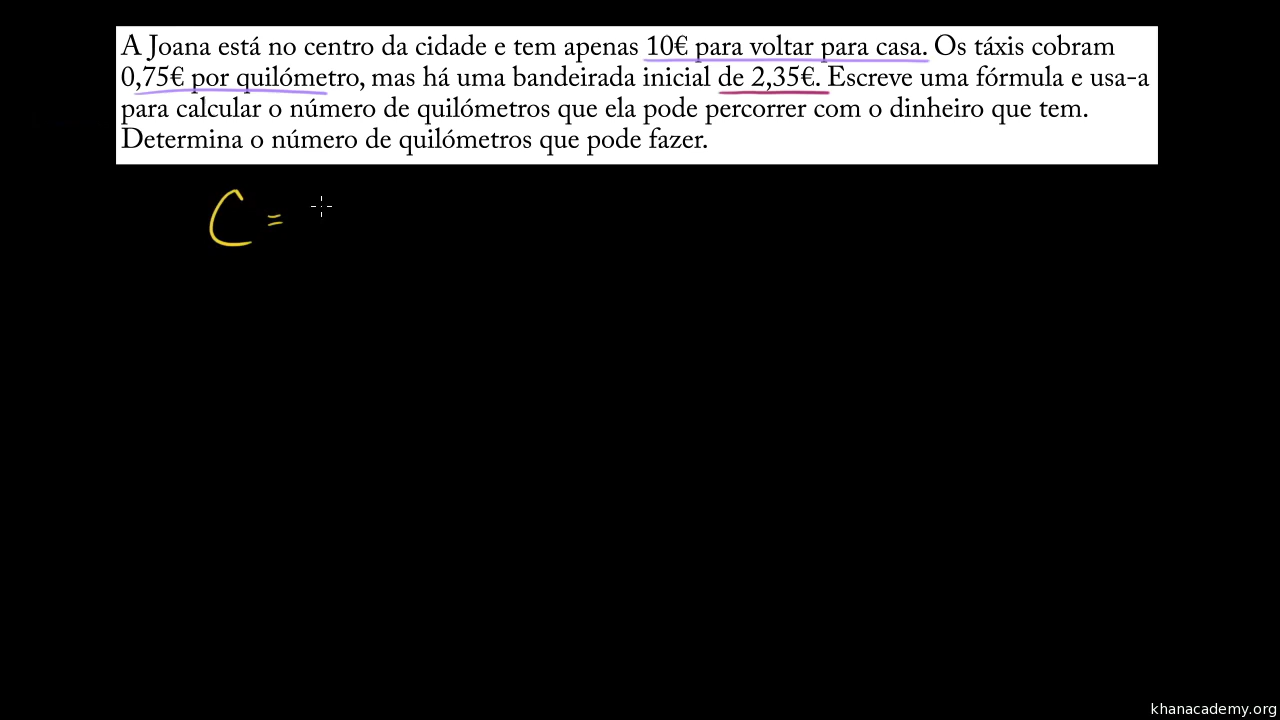 A Joana está no centro da cidade e tem apenas 10€ para voltar para casa. Os táxis cobram
0,75€ por quilómetro, mas há uma bandeirada inicial de 2,35€. Escreve uma fórmula e usa-a
para calcular o número de quilómetros que ela pode percorrer com o dinheiro que tem.
Determina o número de quilómetros que pode fazer.
C =
khanacademy.org